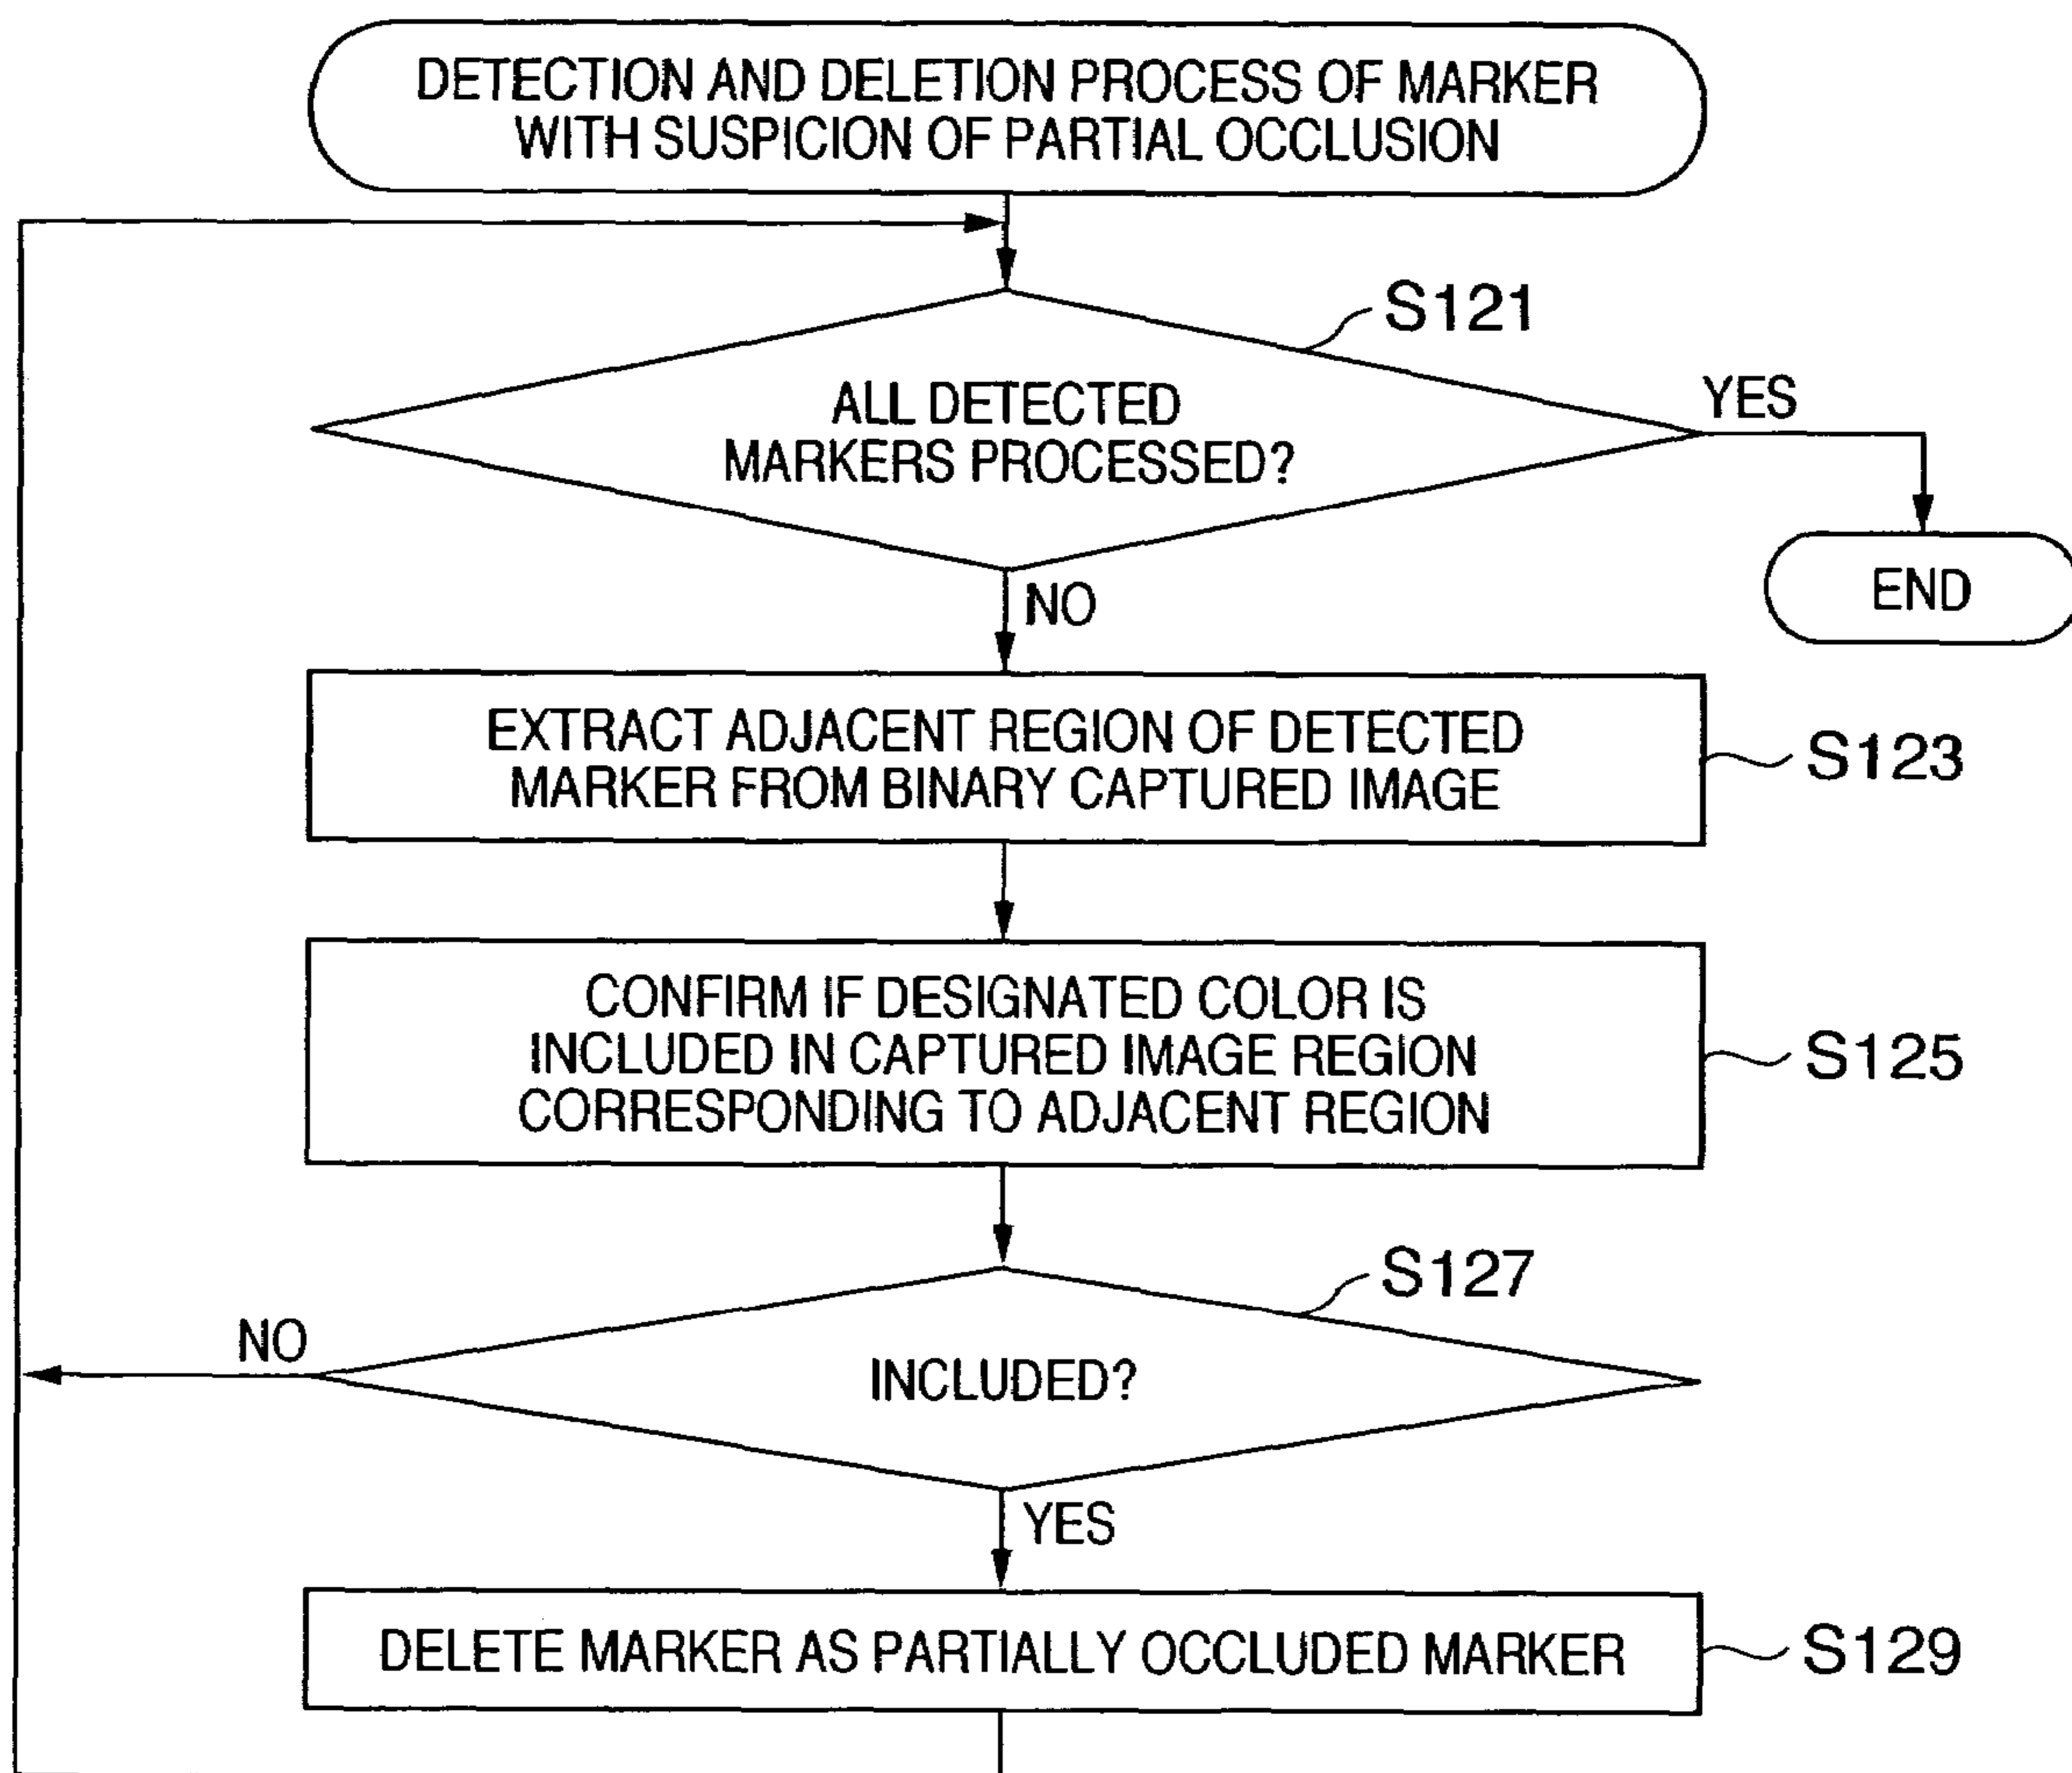 DETECTION AND DELETION PROCESS OF MARKER
WITH SUSPICION OF PARTIAL OCCLUSION
S121
ALL DETECTED
MARKERS PROCESSED?
YES
END
NO
EXTRACT ADJACENT REGION OF DETECTED
MARKER FROM BINARY CAPTURED IMAGE
S123
CONFIRM IF DESIGNATED COLOR IS
INCLUDED IN CAPTURED IMAGE REGION
CORRESPONDING TO ADJACENT REGION
S125
S127
NO
INCLUDED?
YES
DELETE MARKER AS PARTIALLY OCCLUDED MARKER
S129